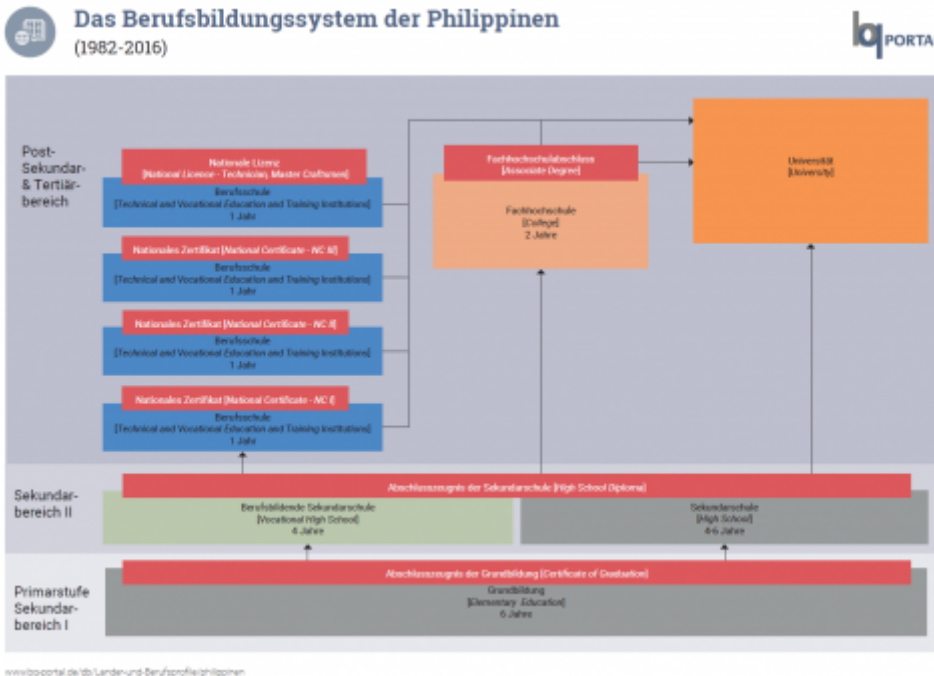 Das Berufsbildungssystem der Philippinen
(1982-2016)
bq PORTA
Post-
Sekundar-
& Tertiär-
bereich
Nationale Lizenz
[National Licence - Technician, Master Craftsmen]
Berufsschule
[Technical and Vocational Education and Training Institutions]
1 Jahr
Nationales Zertifikat [National Certificate - NC III]
Berufsschule
[Technical and Vocational Education and Training Institutions]
1 Jahr
Nationales Zertifikat [National Certificate - NC II]
Berufsschule
[Technical and Vocational Education and Training Institutions]
1 Jahr
Nationales Zertifikat [National Certificate - NC I]
Berufsschule
[Technical and Vocational Education and Training Institutions]
1 Jahr
Fachhochschulabschluss
[Associate Degree]
Fachhochschule
[College]
2 Jahre
Universität
[University]
Sekundar-
bereich II
Abschlusszeugnis der Sekundarschule [High School Diploma]
Berufsbildende Sekundarschule
[Vocational High School]
4 Jahre
Sekundarschule
[High School]
4-6 Jahre
Primarstufe
Sekundar-
bereich I
Abschlusszeugnis der Grundbildung [Certificate of Graduation]
Grundbildung
[Elementary Education]
6 Jahre
www.bq-portal.de/db/Länder-und-Berufsprofile/philippinen